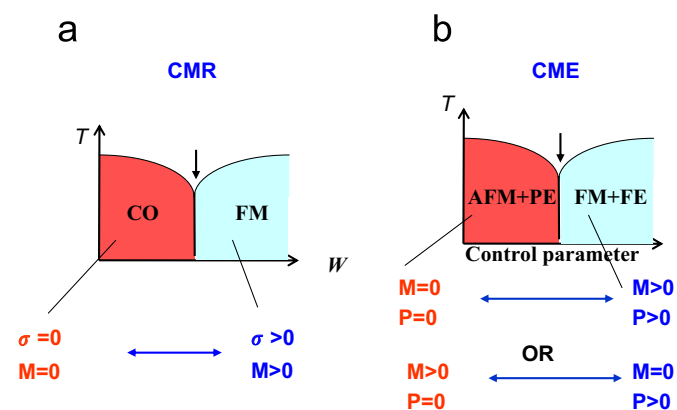 a
CMR
T
CO
FM
W
σ =0
M=0
σ >0
M>0
b
CME
T
AFM+PE
FM+FE
Control parameter
M=0
P=0
M>0
P>0
OR
M>0
P=0
M=0
P>0